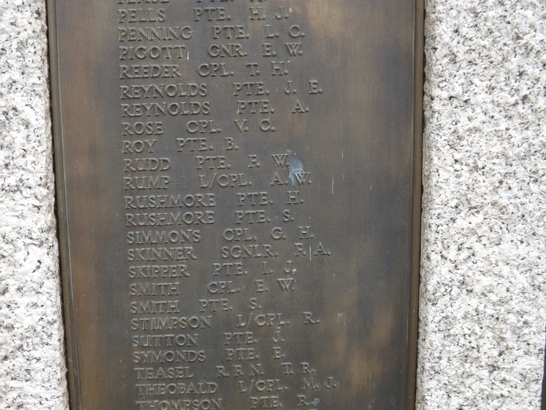 PELLS PTE. H. J.
PENNING PTE. L. C.
PIGOTT GNR. E. W.
REEDER CPL. T. H.
REYNOLDS PTE. J. E.
REYNOLDS PTE. A.
ROSE CPL. V. C.
ROY PTE. E.
RUDD PTE. F. W.
RUMP L/CPL. A. W.
RUSHMORE PTE. H.
RUSHMORE PTE. S.
SIMMONS CPL. G. H.
SKINNER SGNLR. R. A.
SKIPPER PTE. I. J.
SMITH CPL. E. W.
SMITH PTE. S.
STIMPSON L/CPL. R.
SUTTON PTE. J.
SYMONDS PTE. E.
TEASEL R.F.N. T. R.
THEOBALD L/CPL. M. J.
THOMPSON PTE. R.